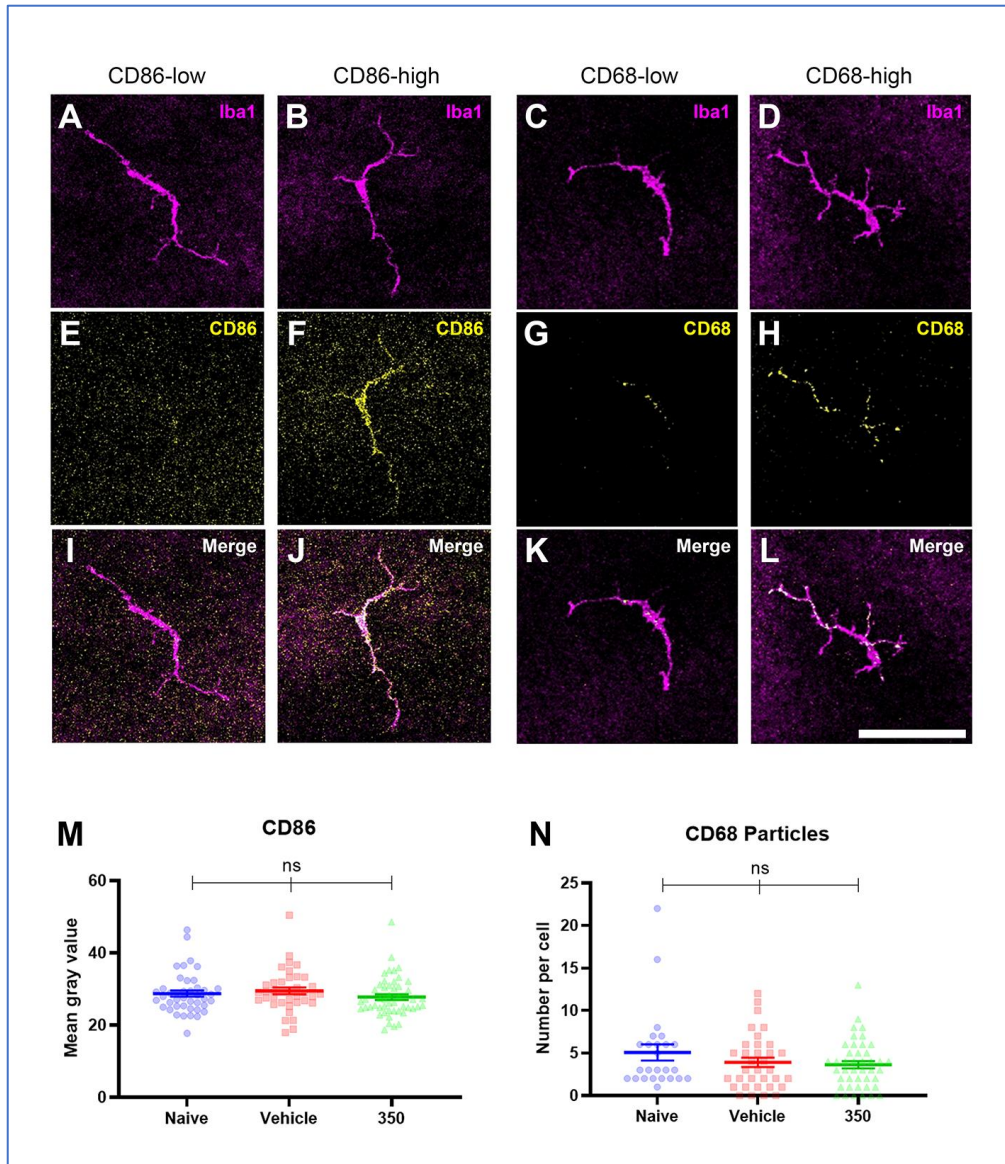 CD86-low CD86-high CD68-low CD68-high
A Iba1 B Iba1 C Iba1 D Iba1
E CD86 F CD86 G CD68 H CD68
I Merge J Merge K Merge L Merge
M CD86
ns
60
40
20
0
Mean gray value
Naive Vehicle 350
N CD68 Particles
ns
25
20
15
10
5
0
Number per cell
Naive Vehicle 350